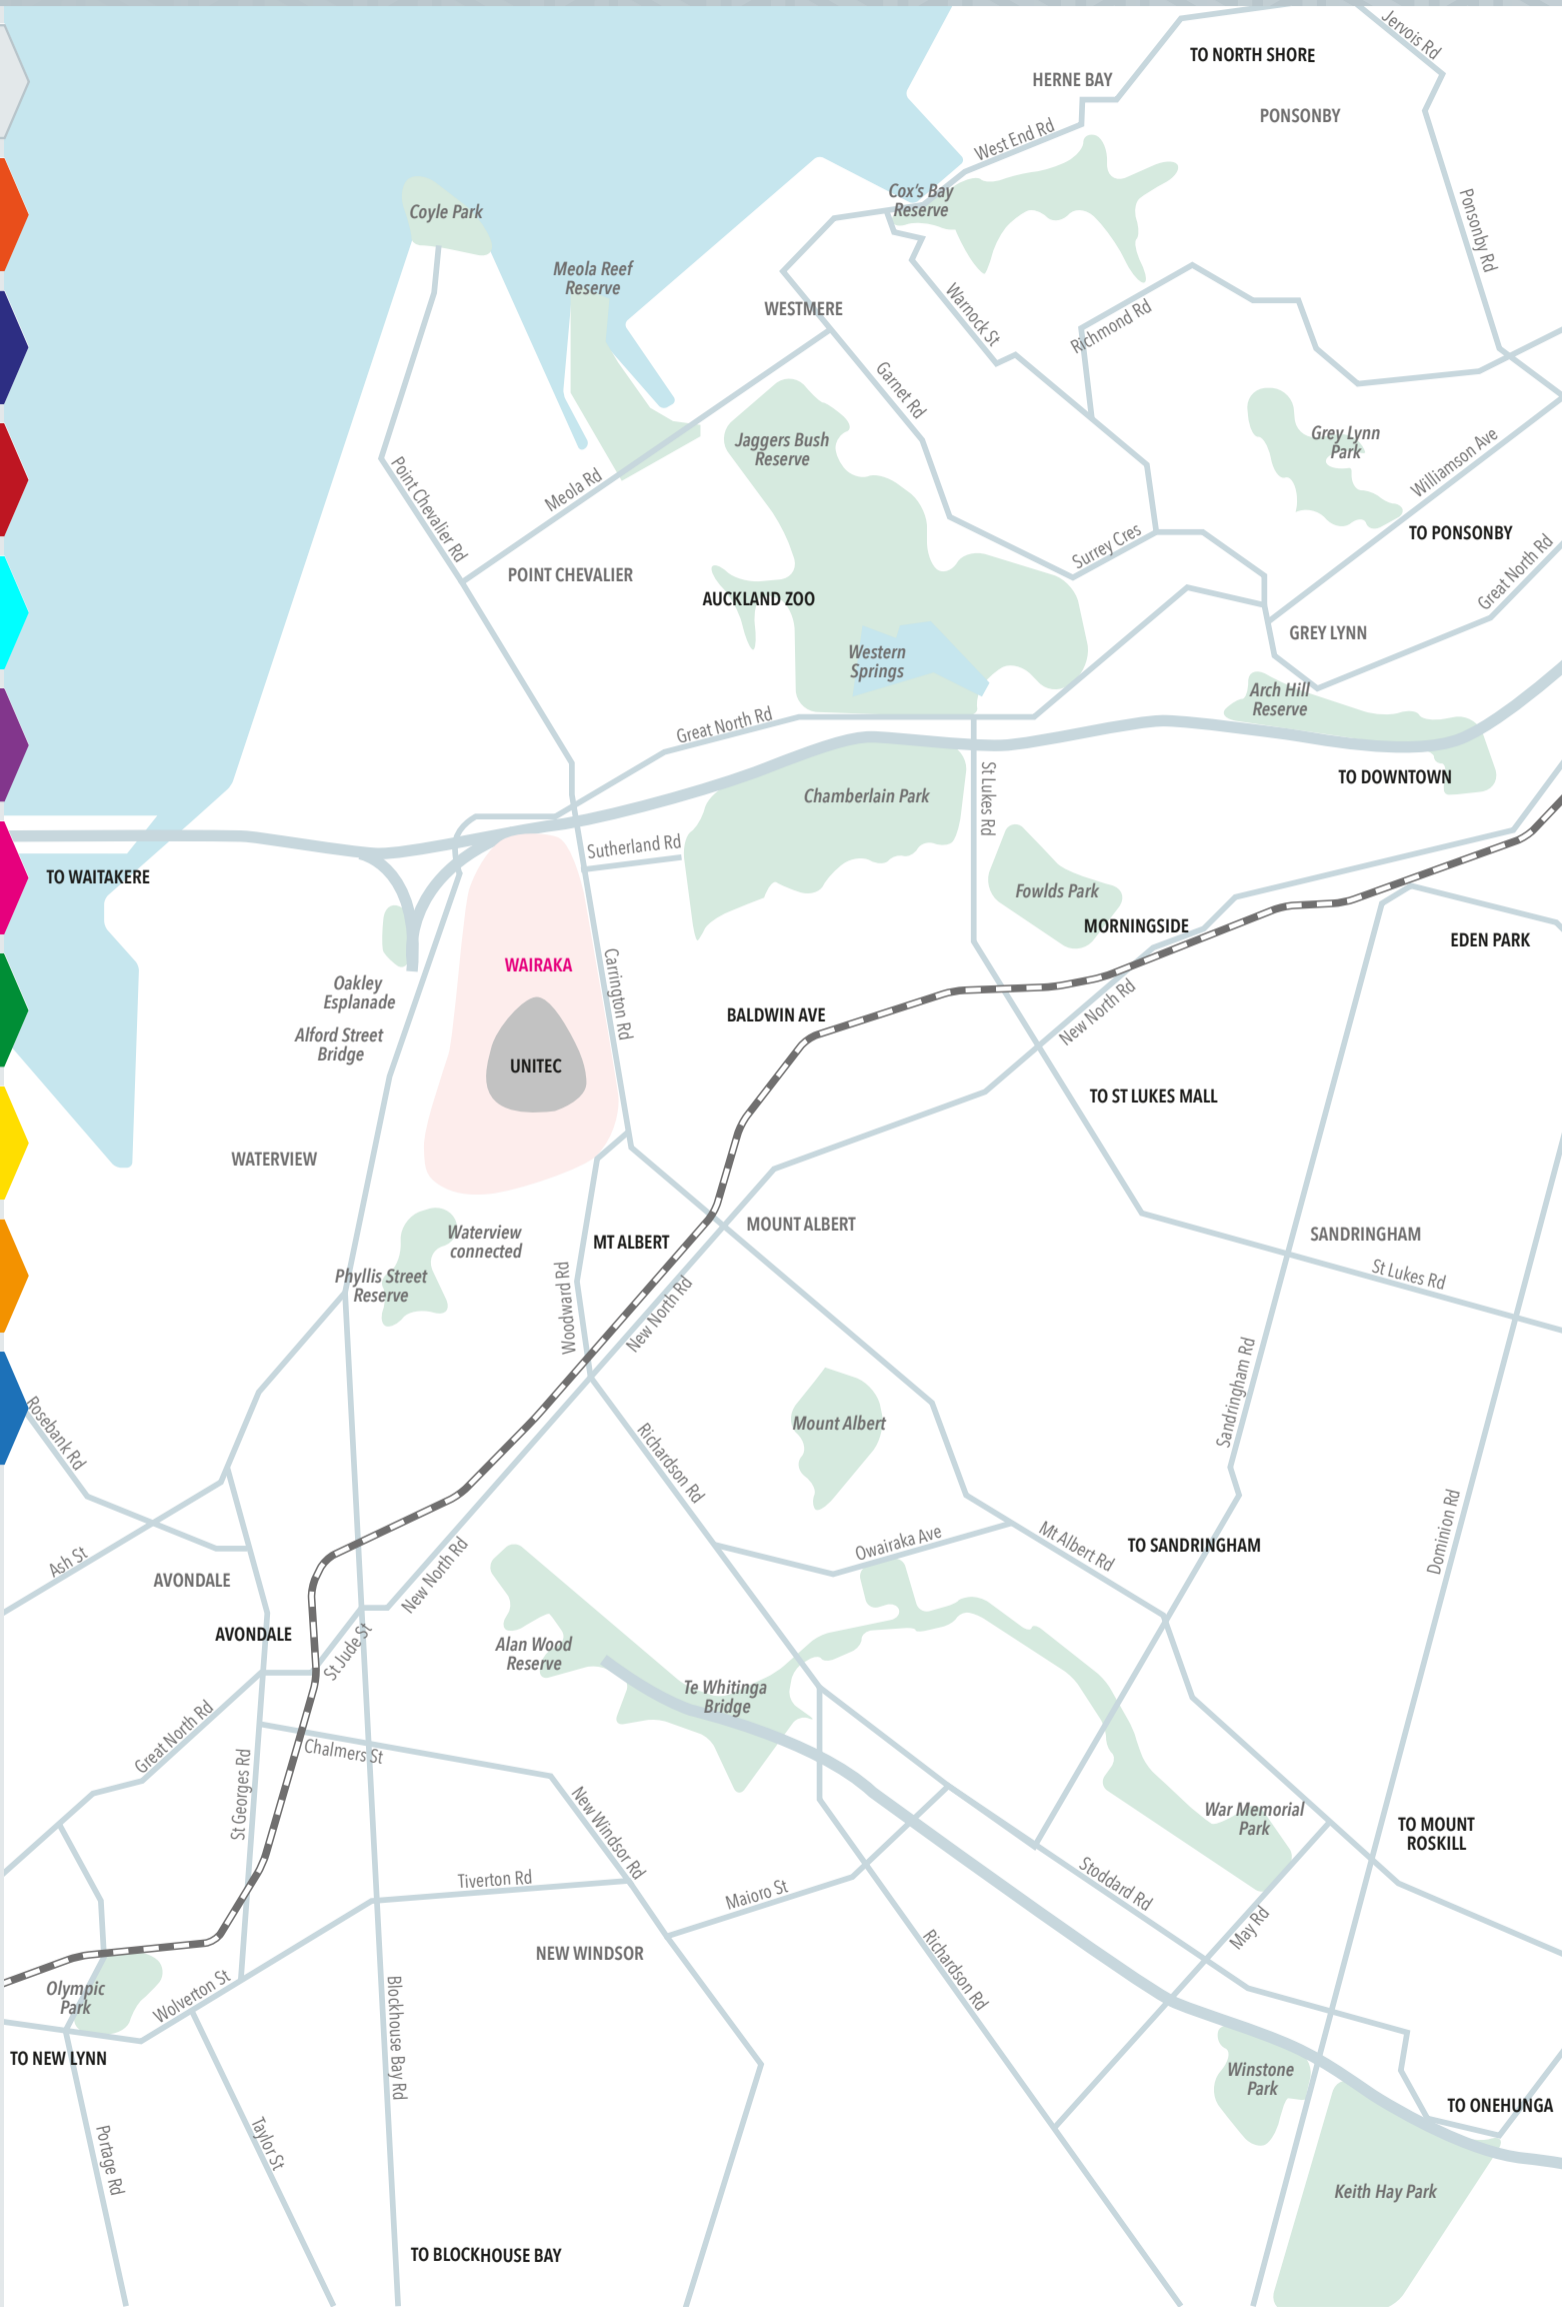 Jervois Rd
TO NORTH SHORE
HERNE BAY
PONSONBY
West End Rd
Cox's Bay
Reserve
Coyle Park
Ponsonby Rd
Meola Reef
Reserve
WESTMERE
Warnock St
Richmond Rd
Garnet Rd
Jaggers Bush
Reserve
Grey Lynn
Park
Williamson Ave
Point Chevalier Rd
Meola Rd
TO PONSONBY
Surrey Cres
Great North Rd
POINT CHEVALIER
AUCKLAND ZOO
GREY LYNN
Western
Springs
Arch Hill
Reserve
Great North Rd
TO DOWNTOWN
Chamberlain Park
St Lukes Rd
Sutherland Rd
TO WAITAKERE
Fowlds Park
MORNINGSIDE
EDEN PARK
WAIRAKA
Carrington Rd
Oakley
Esplanade
BALDWIN AVE
New North Rd
Alford Street
Bridge
UNITEC
TO ST LUKES MALL
WATERVIEW
MOUNT ALBERT
Waterview
connected
MT ALBERT
SANDRINGHAM
St Lukes Rd
Phyllis Street
Reserve
Woodward Rd
New North Rd
Sandringham Rd
Rosebank Rd
Mount Albert
Richardson Rd
Dominion Rd
Owairaka Ave
Mt Albert Rd
TO SANDRINGHAM
Ash St
AVONDALE
New North Rd
AVONDALE
St Jude St
Alan Wood
Reserve
Te Whitinga
Bridge
Great North Rd
Chalmers St
St Georges Rd
New Windsor Rd
War Memorial
Park
TO MOUNT
ROSKILL
Tiverton Rd
Maioro St
Stoddard Rd
May Rd
NEW WINDSOR
Richardson Rd
Olympic
Park
Wolverton St
Blockhouse Bay Rd
TO NEW LYNN
Winstone
Park
TO ONEHUNGA
Portage Rd
Taylor St
Keith Hay Park
TO BLOCKHOUSE BAY